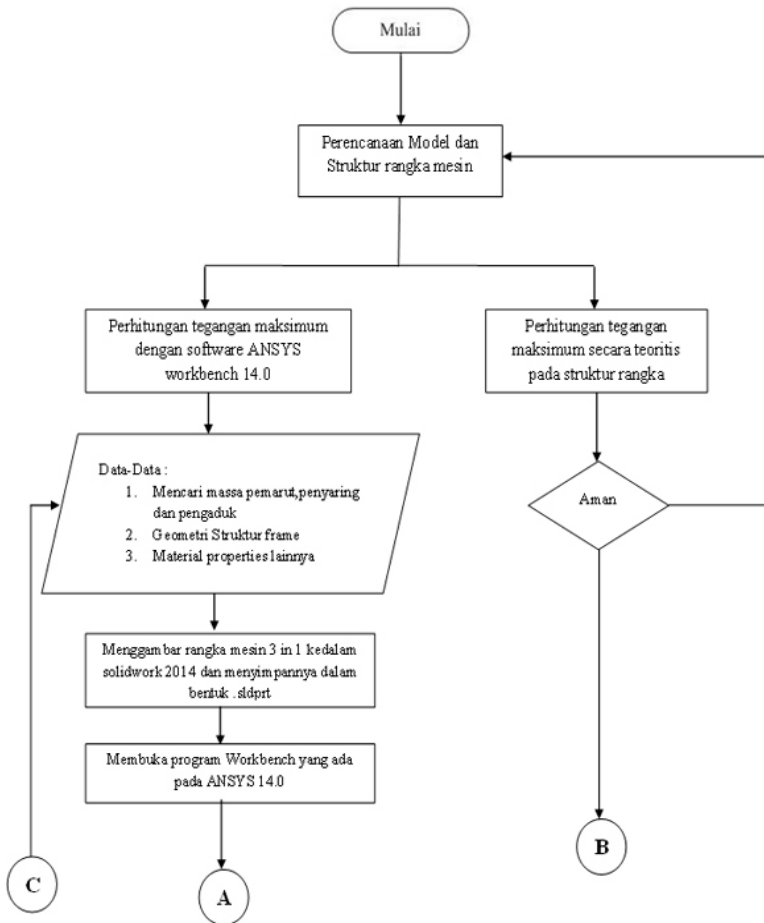 Mulai
Perencanaan Model dan
Struktur rangka mesin
Perhitungan tegangan maksimum
dengan software ANSYS
workbench 14.0
Perhitungan tegangan
maksimum secara teoritis
pada struktur rangka
Data-Data :
1. Mencari massa pemarut,penyaring
dan pengaduk
2. Geometri Struktur frame
3. Material properties lainnya
Aman
Menggambar rangka mesin 3 in 1 kedalam
solidwork 2014 dan menyimpannya dalam
bentuk .sldprt
Membuka program Workbench yang ada
pada ANSYS 14.0
B
C
A